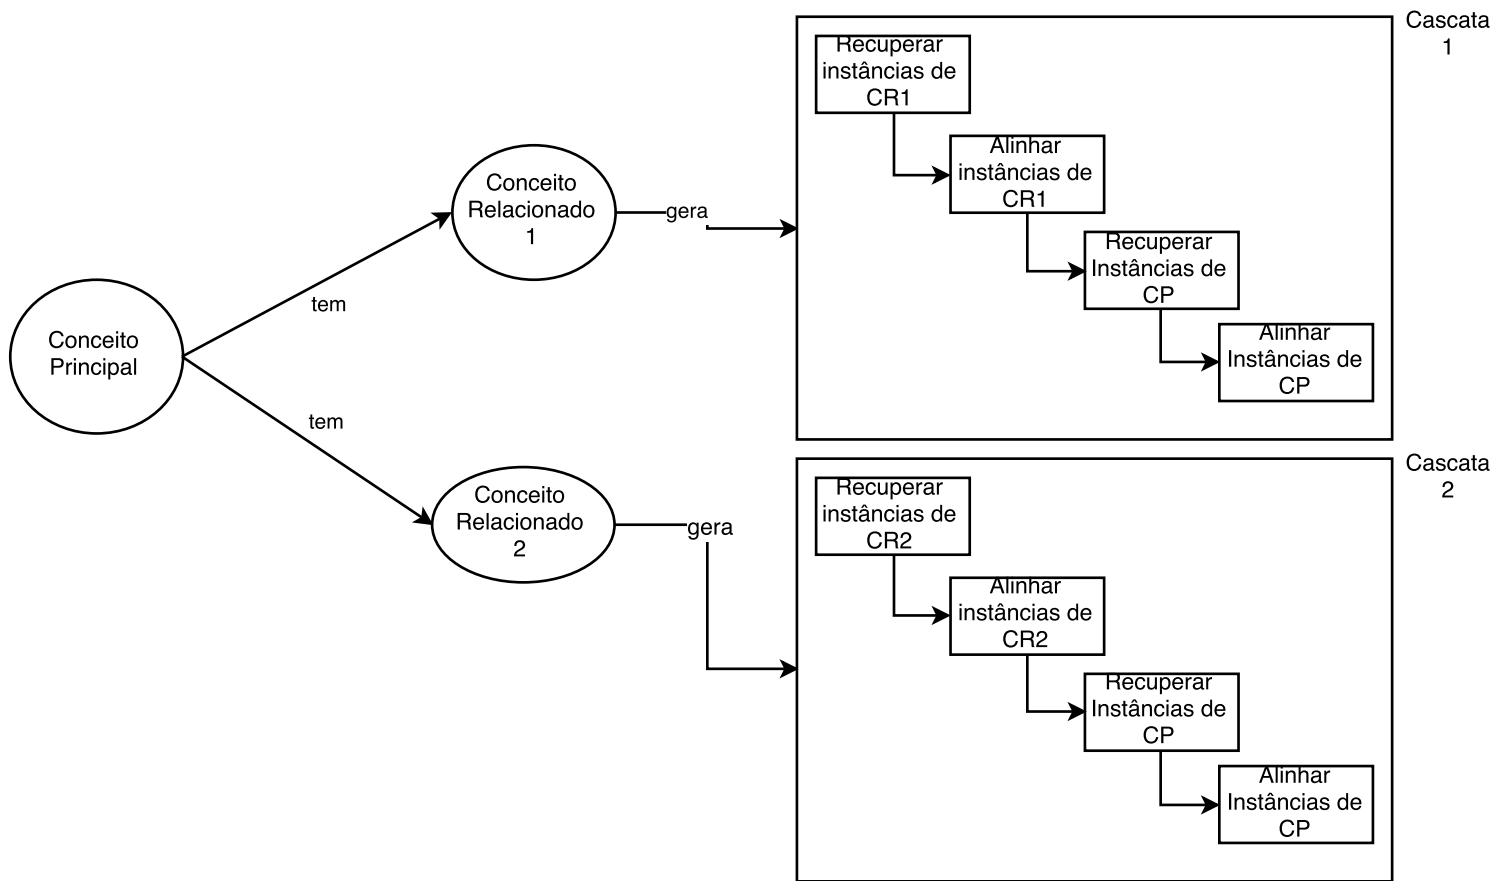 Conceito
Principal
tem
tem
Conceito
Relacionado
1
gera
Conceito
Relacionado
2
gera
Cascata
1
Recuperar
instâncias de
CR1
Alinhar
instâncias de
CR1
Recuperar
Instâncias de
CP
Alinhar
Instâncias de
CP
Cascata
2
Recuperar
instâncias de
CR2
Alinhar
instâncias de
CR2
Recuperar
Instâncias de
CP
Alinhar
Instâncias de
CP